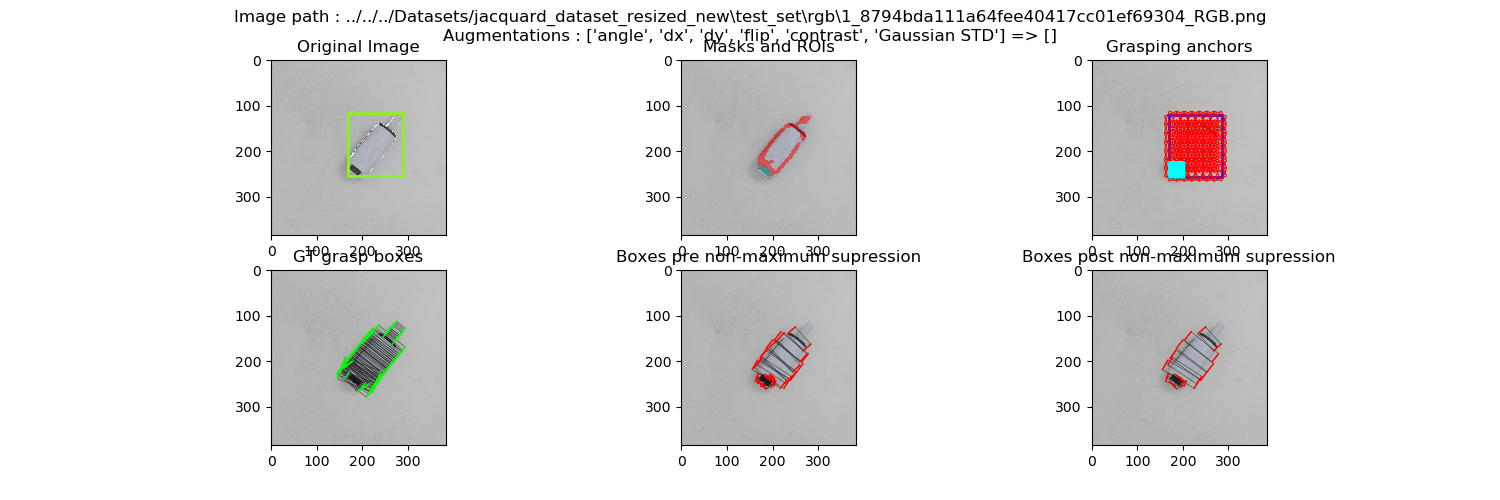 Image path : ../../../Datasets/jacquard_dataset_resized_new\test_set\rgb\1_8794bda111a64fee40417cc01ef69304_RGB.png
Augmentations : ['angle', 'dx', 'dy', 'flip', 'contrast', 'Gaussian STD'] => []
Original Image
0
100
200
300
0 100 200 300
Masks and ROIs
0
100
200
300
0 100 200 300
Grasping anchors
0
100
200
300
0 100 200 300
GT grasp boxes
0
100
200
300
0 100 200 300
Boxes pre non-maximum supression
0
100
200
300
0 100 200 300
Boxes post non-maximum supression
0
100
200
300
0 100 200 300